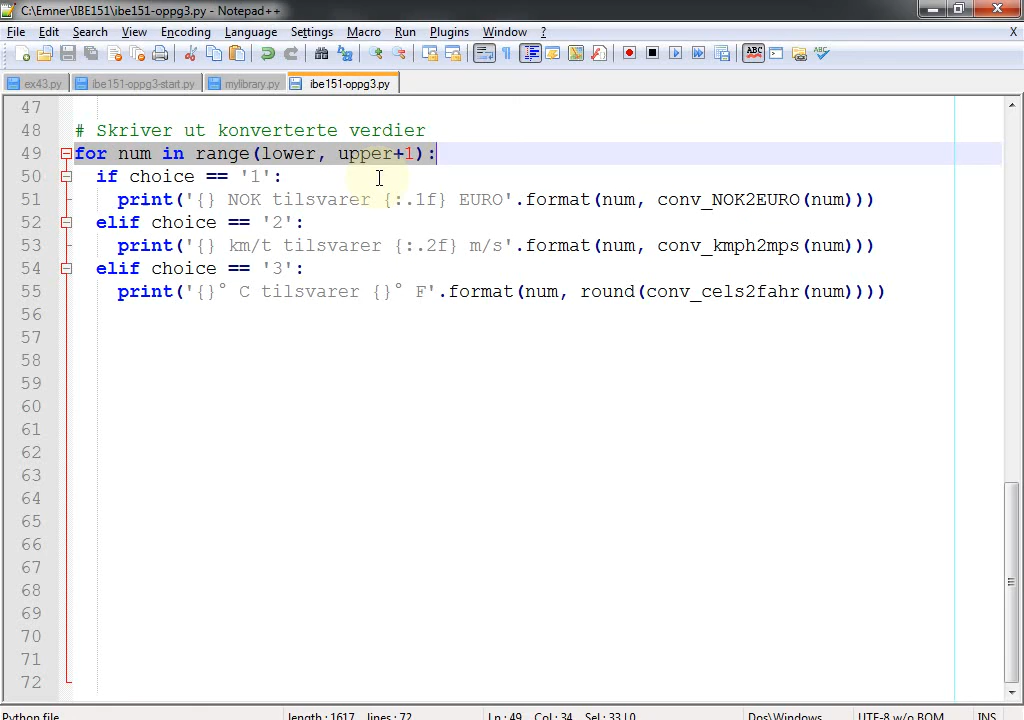 C:\Emner\IBE151\ibe151-oppg3.py - Notepad++
File Edit Search View Encoding Language Settings Macro Run Plugins Window ? X
ex43.py ibe151-oppg3-start.py mylibrary.py ibe151-oppg3.py
47
48 # Skriver ut konverterte verdier
49 for num in range(lower, upper+1):
50 if choice == '1':
51 print('{} NOK tilsvarer {:.1f} EURO'.format(num, conv_NOK2EURO(num)))
52 elif choice == '2':
53 print('{} km/t tilsvarer {:.2f} m/s'.format(num, conv_kmph2mps(num)))
54 elif choice == '3':
55 print('{}° C tilsvarer {}° F'.format(num, round(conv_cels2fahr(num))))
56
57
58
59
60
61
62
63
64
65
66
67
68
69
70
71
72
Python file length : 1617 lines : 72 Ln : 49 Col : 34 Sel : 33 | 0 Dos\Windows UTF-8 w/o BOM INS